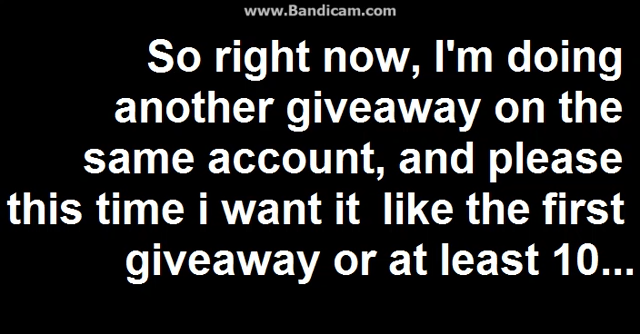 www.Bandicam.com
So right now, I'm doing
another giveaway on the
same account, and please
this time i want it  like the first
giveaway or at least 10...